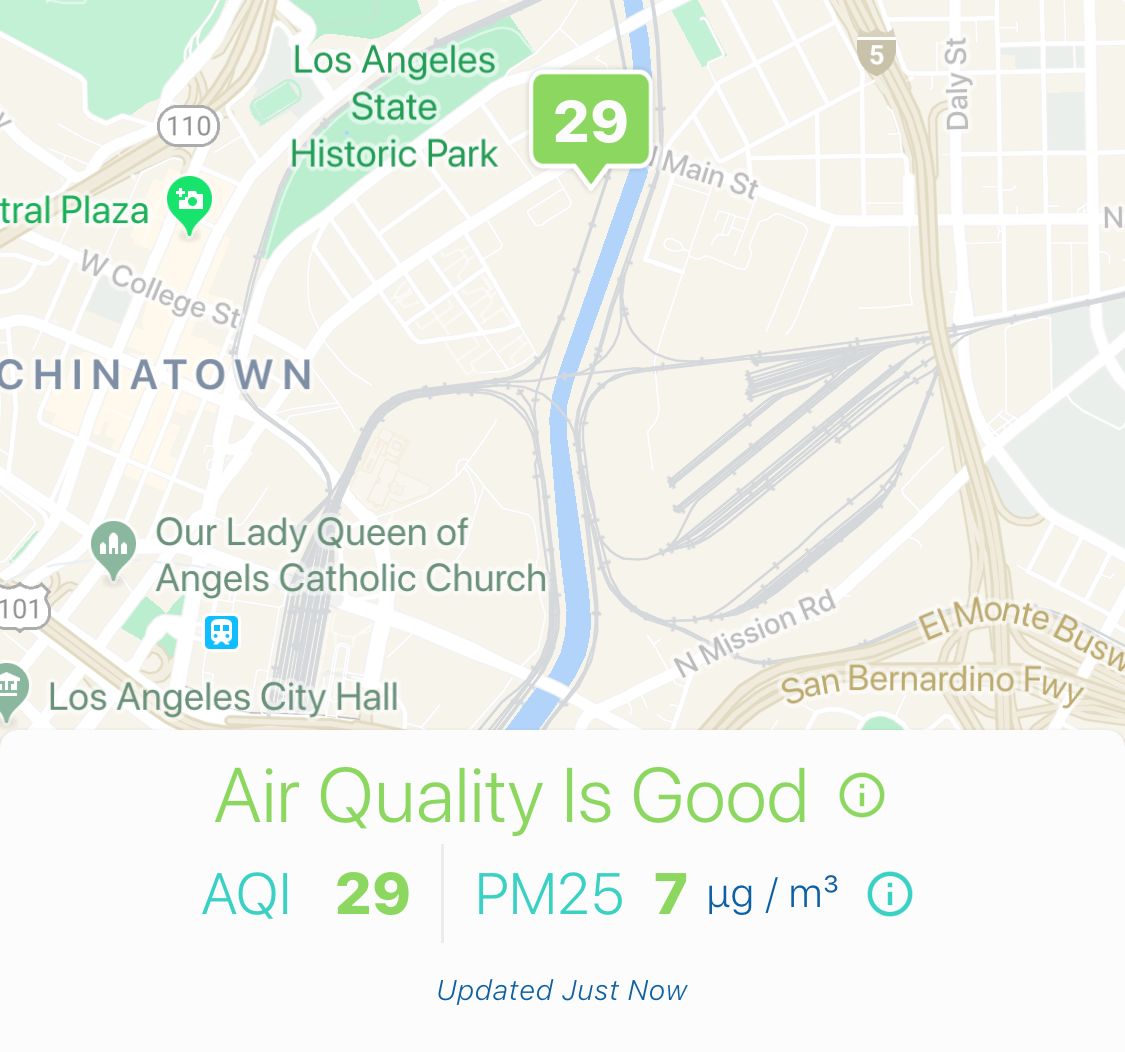 Los Angeles
State
Historic Park
29
5
Daly St
110
Main St
tral Plaza
N
W College St
CHINATOWN
Our Lady Queen of
Angels Catholic Church
101
N Mission Rd
El Monte Busw
San Bernardino Fwy
Los Angeles City Hall
Air Quality Is Good
AQI 29 PM25 7 µg / m³
Updated Just Now